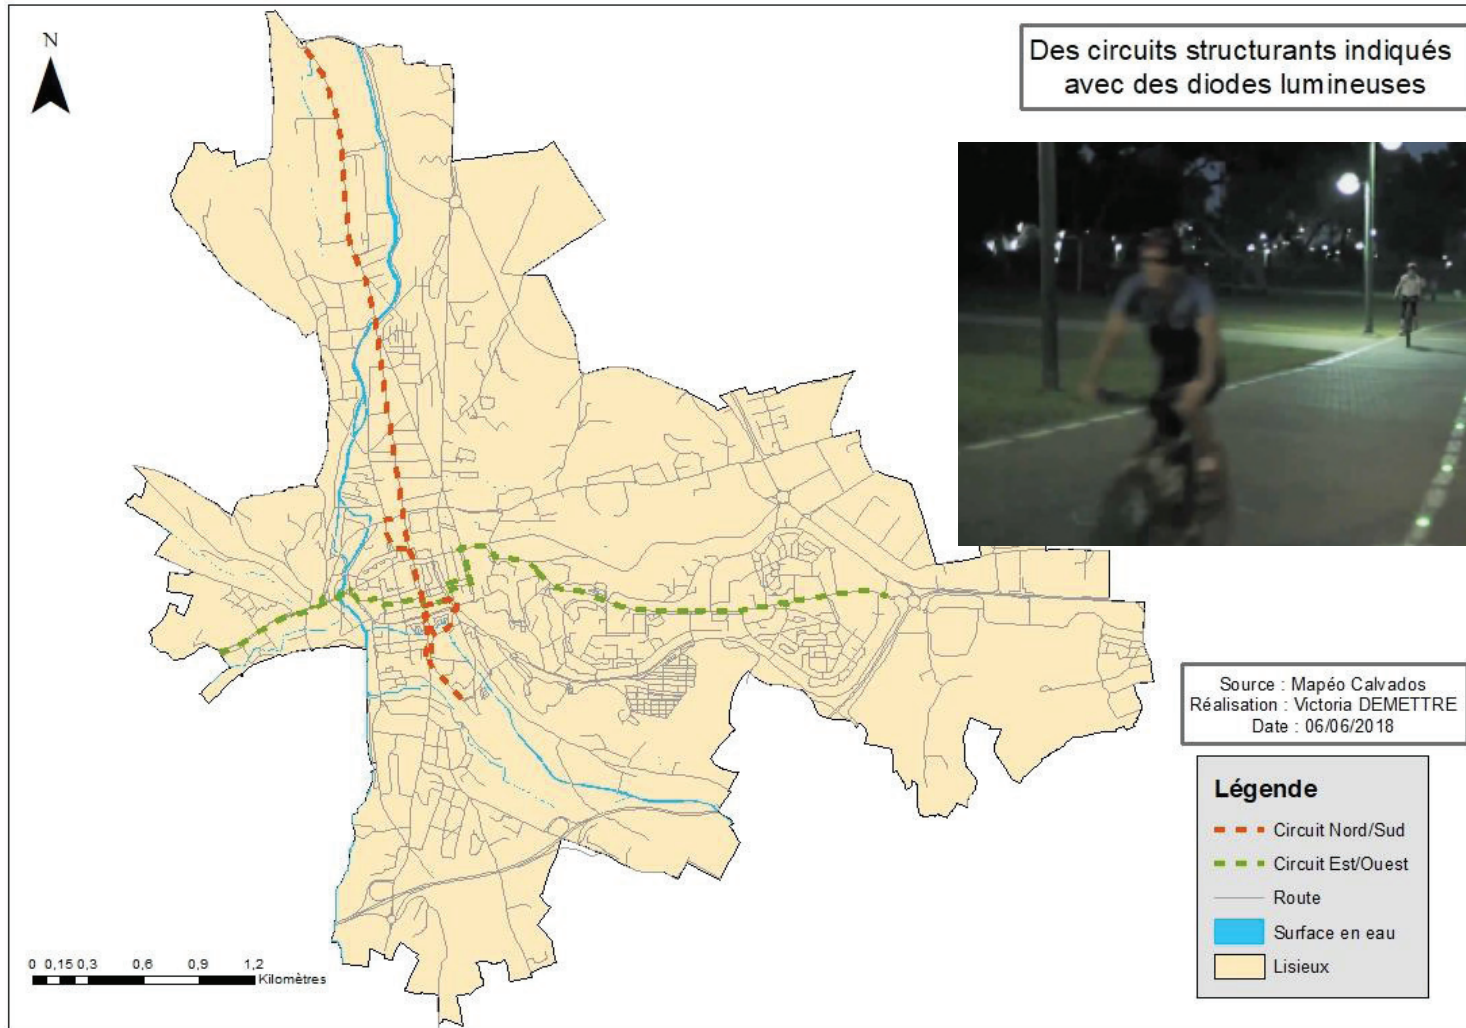 N
Des circuits structurants indiqués
avec des diodes lumineuses
Source : Mapéo Calvados
Réalisation : Victoria DEMETTRE
Date : 06/06/2018
Légende
Circuit Nord/Sud
Circuit Est/Ouest
Route
Surface en eau
Lisieux
0 0,15 0,3 0,6 0,9 1,2
Kilomètres